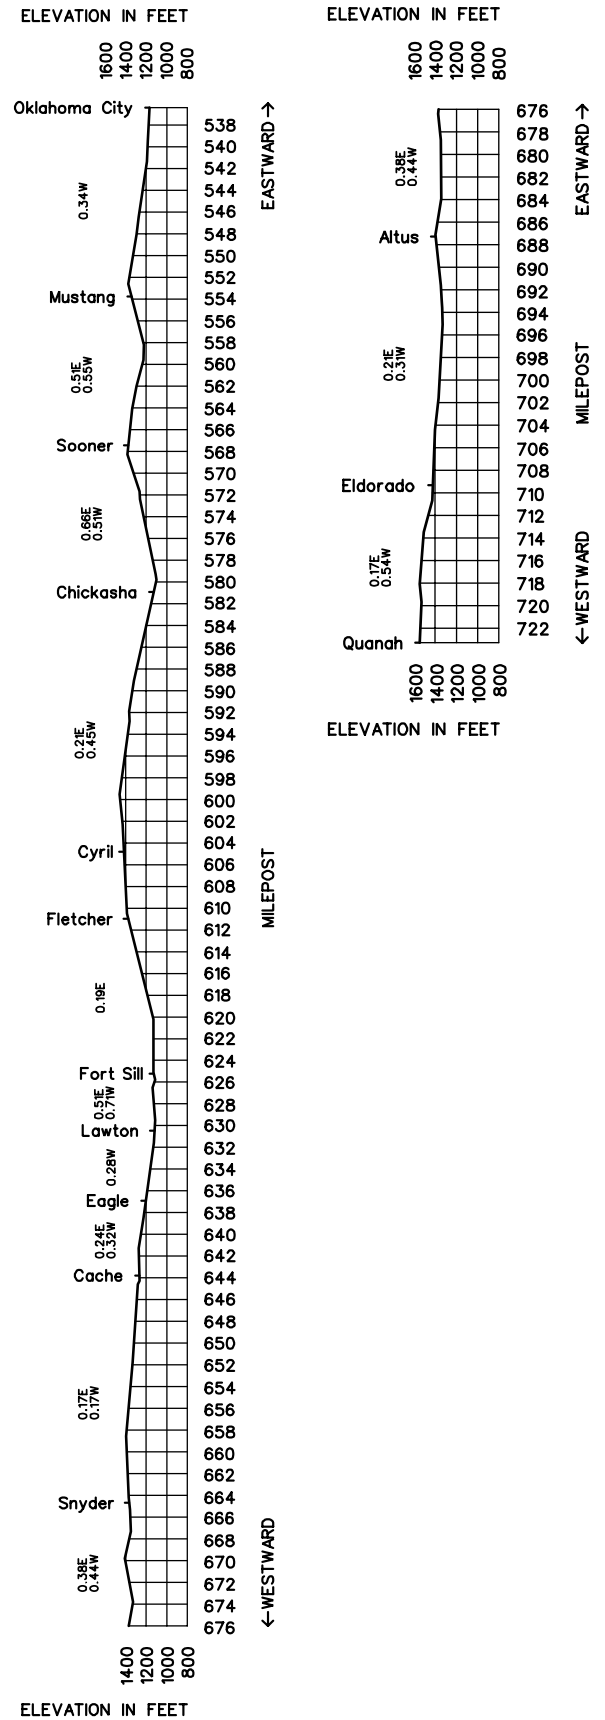 ELEVATION IN FEET
1600
1400
1200
1000
800
Oklahoma City
538
540
542
544
546
548
550
552
554
556
558
560
562
564
566
568
570
572
574
576
578
580
582
584
586
588
590
592
594
596
598
600
602
604
606
608
610
612
614
616
618
620
622
624
626
628
630
632
634
636
638
640
642
644
646
648
650
652
654
656
658
660
662
664
666
668
670
672
674
676
0.34W
Mustang
0.51E
0.55W
Sooner
0.66E
0.51W
Chickasha
0.21E
0.45W
Cyril
Fletcher
0.19E
Fort Sill
0.51E
0.71W
Lawton
0.28W
Eagle
0.24E
0.32W
Cache
0.17E
0.17W
Snyder
0.38E
0.44W
EASTWARD →
MILEPOST
← WESTWARD
1400
1200
1000
800
ELEVATION IN FEET
ELEVATION IN FEET
1600
1400
1200
1000
800
676
678
680
682
684
686
688
690
692
694
696
698
700
702
704
706
708
710
712
714
716
718
720
722
0.38E
0.44W
Altus
0.21E
0.31W
Eldorado
0.17E
0.54W
Quanah
EASTWARD →
MILEPOST
← WESTWARD
1600
1400
1200
1000
800
ELEVATION IN FEET